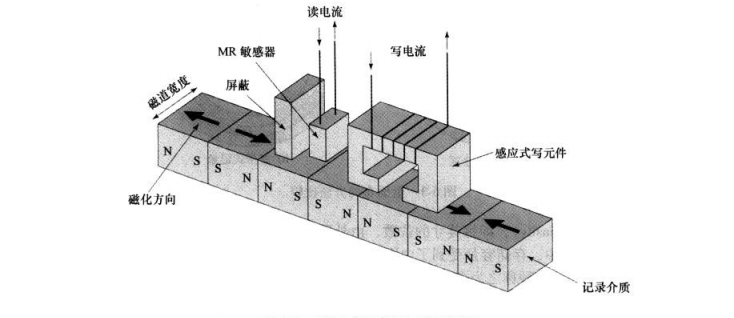 读电流
MR 敏感器
写电流
屏蔽
磁道宽度
感应式写元件
磁化方向
N S S N N S S N N S S N N S
记录介质